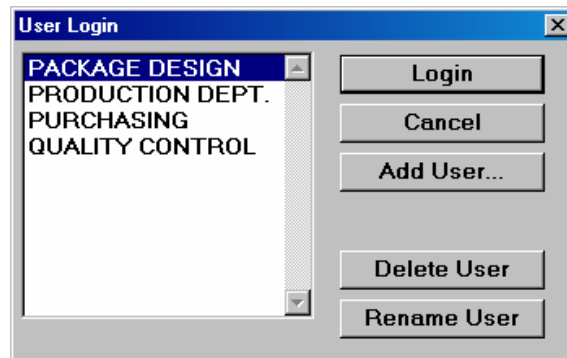 User Login
PACKAGE DESIGN
PRODUCTION DEPT.
PURCHASING
QUALITY CONTROL
Login
Cancel
Add User...
Delete User
Rename User